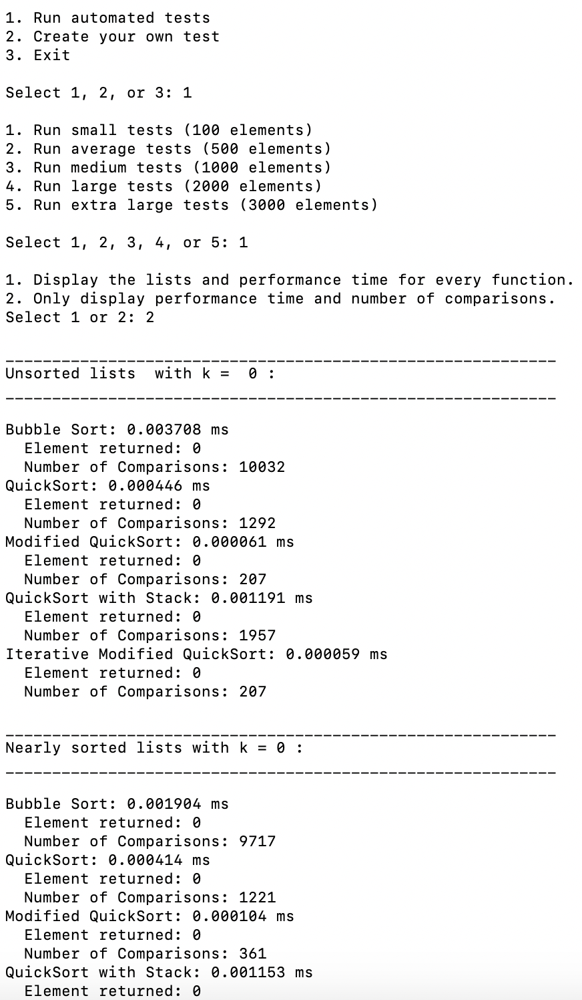 1. Run automated tests
2. Create your own test
3. Exit
Select 1, 2, or 3: 1
1. Run small tests (100 elements)
2. Run average tests (500 elements)
3. Run medium tests (1000 elements)
4. Run large tests (2000 elements)
5. Run extra large tests (3000 elements)
Select 1, 2, 3, 4, or 5: 1
1. Display the lists and performance time for every function.
2. Only display performance time and number of comparisons.
Select 1 or 2: 2
___________________________________________________________
Unsorted lists  with k =  0 :
___________________________________________________________
Bubble Sort: 0.003708 ms
  Element returned: 0
  Number of Comparisons: 10032
QuickSort: 0.000446 ms
  Element returned: 0
  Number of Comparisons: 1292
Modified QuickSort: 0.000061 ms
  Element returned: 0
  Number of Comparisons: 207
QuickSort with Stack: 0.001191 ms
  Element returned: 0
  Number of Comparisons: 1957
Iterative Modified QuickSort: 0.000059 ms
  Element returned: 0
  Number of Comparisons: 207
___________________________________________________________
Nearly sorted lists with k = 0 :
___________________________________________________________
Bubble Sort: 0.001904 ms
  Element returned: 0
  Number of Comparisons: 9717
QuickSort: 0.000414 ms
  Element returned: 0
  Number of Comparisons: 1221
Modified QuickSort: 0.000104 ms
  Element returned: 0
  Number of Comparisons: 361
QuickSort with Stack: 0.001153 ms
  Element returned: 0